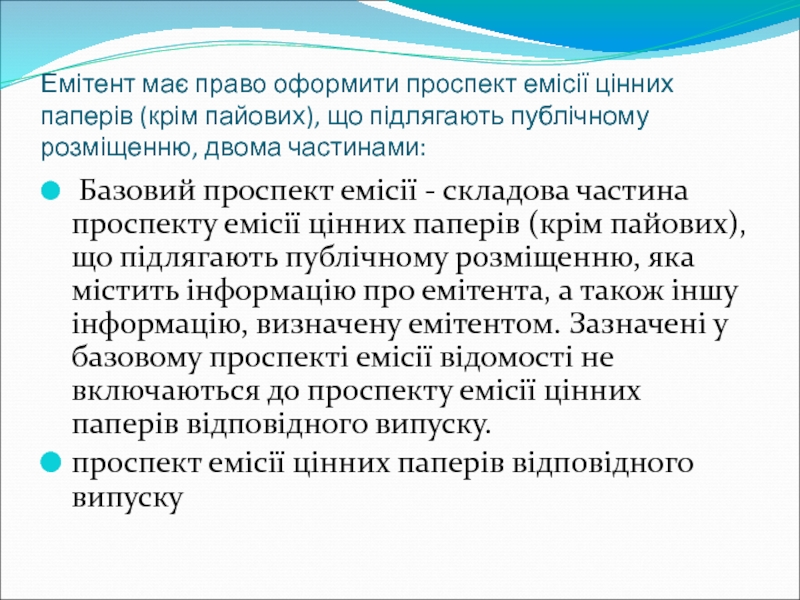 Емітент має право оформити проспект емісії цінних
паперів (крім пайових), що підлягають публічному
розміщенню, двома частинами:
Базовий проспект емісії - складова частина
проспекту емісії цінних паперів (крім пайових),
що підлягають публічному розміщенню, яка
містить інформацію про емітента, а також іншу
інформацію, визначену емітентом. Зазначені у
базовому проспекті емісії відомості не
включаються до проспекту емісії цінних
паперів відповідного випуску.
проспект емісії цінних паперів відповідного
випуску